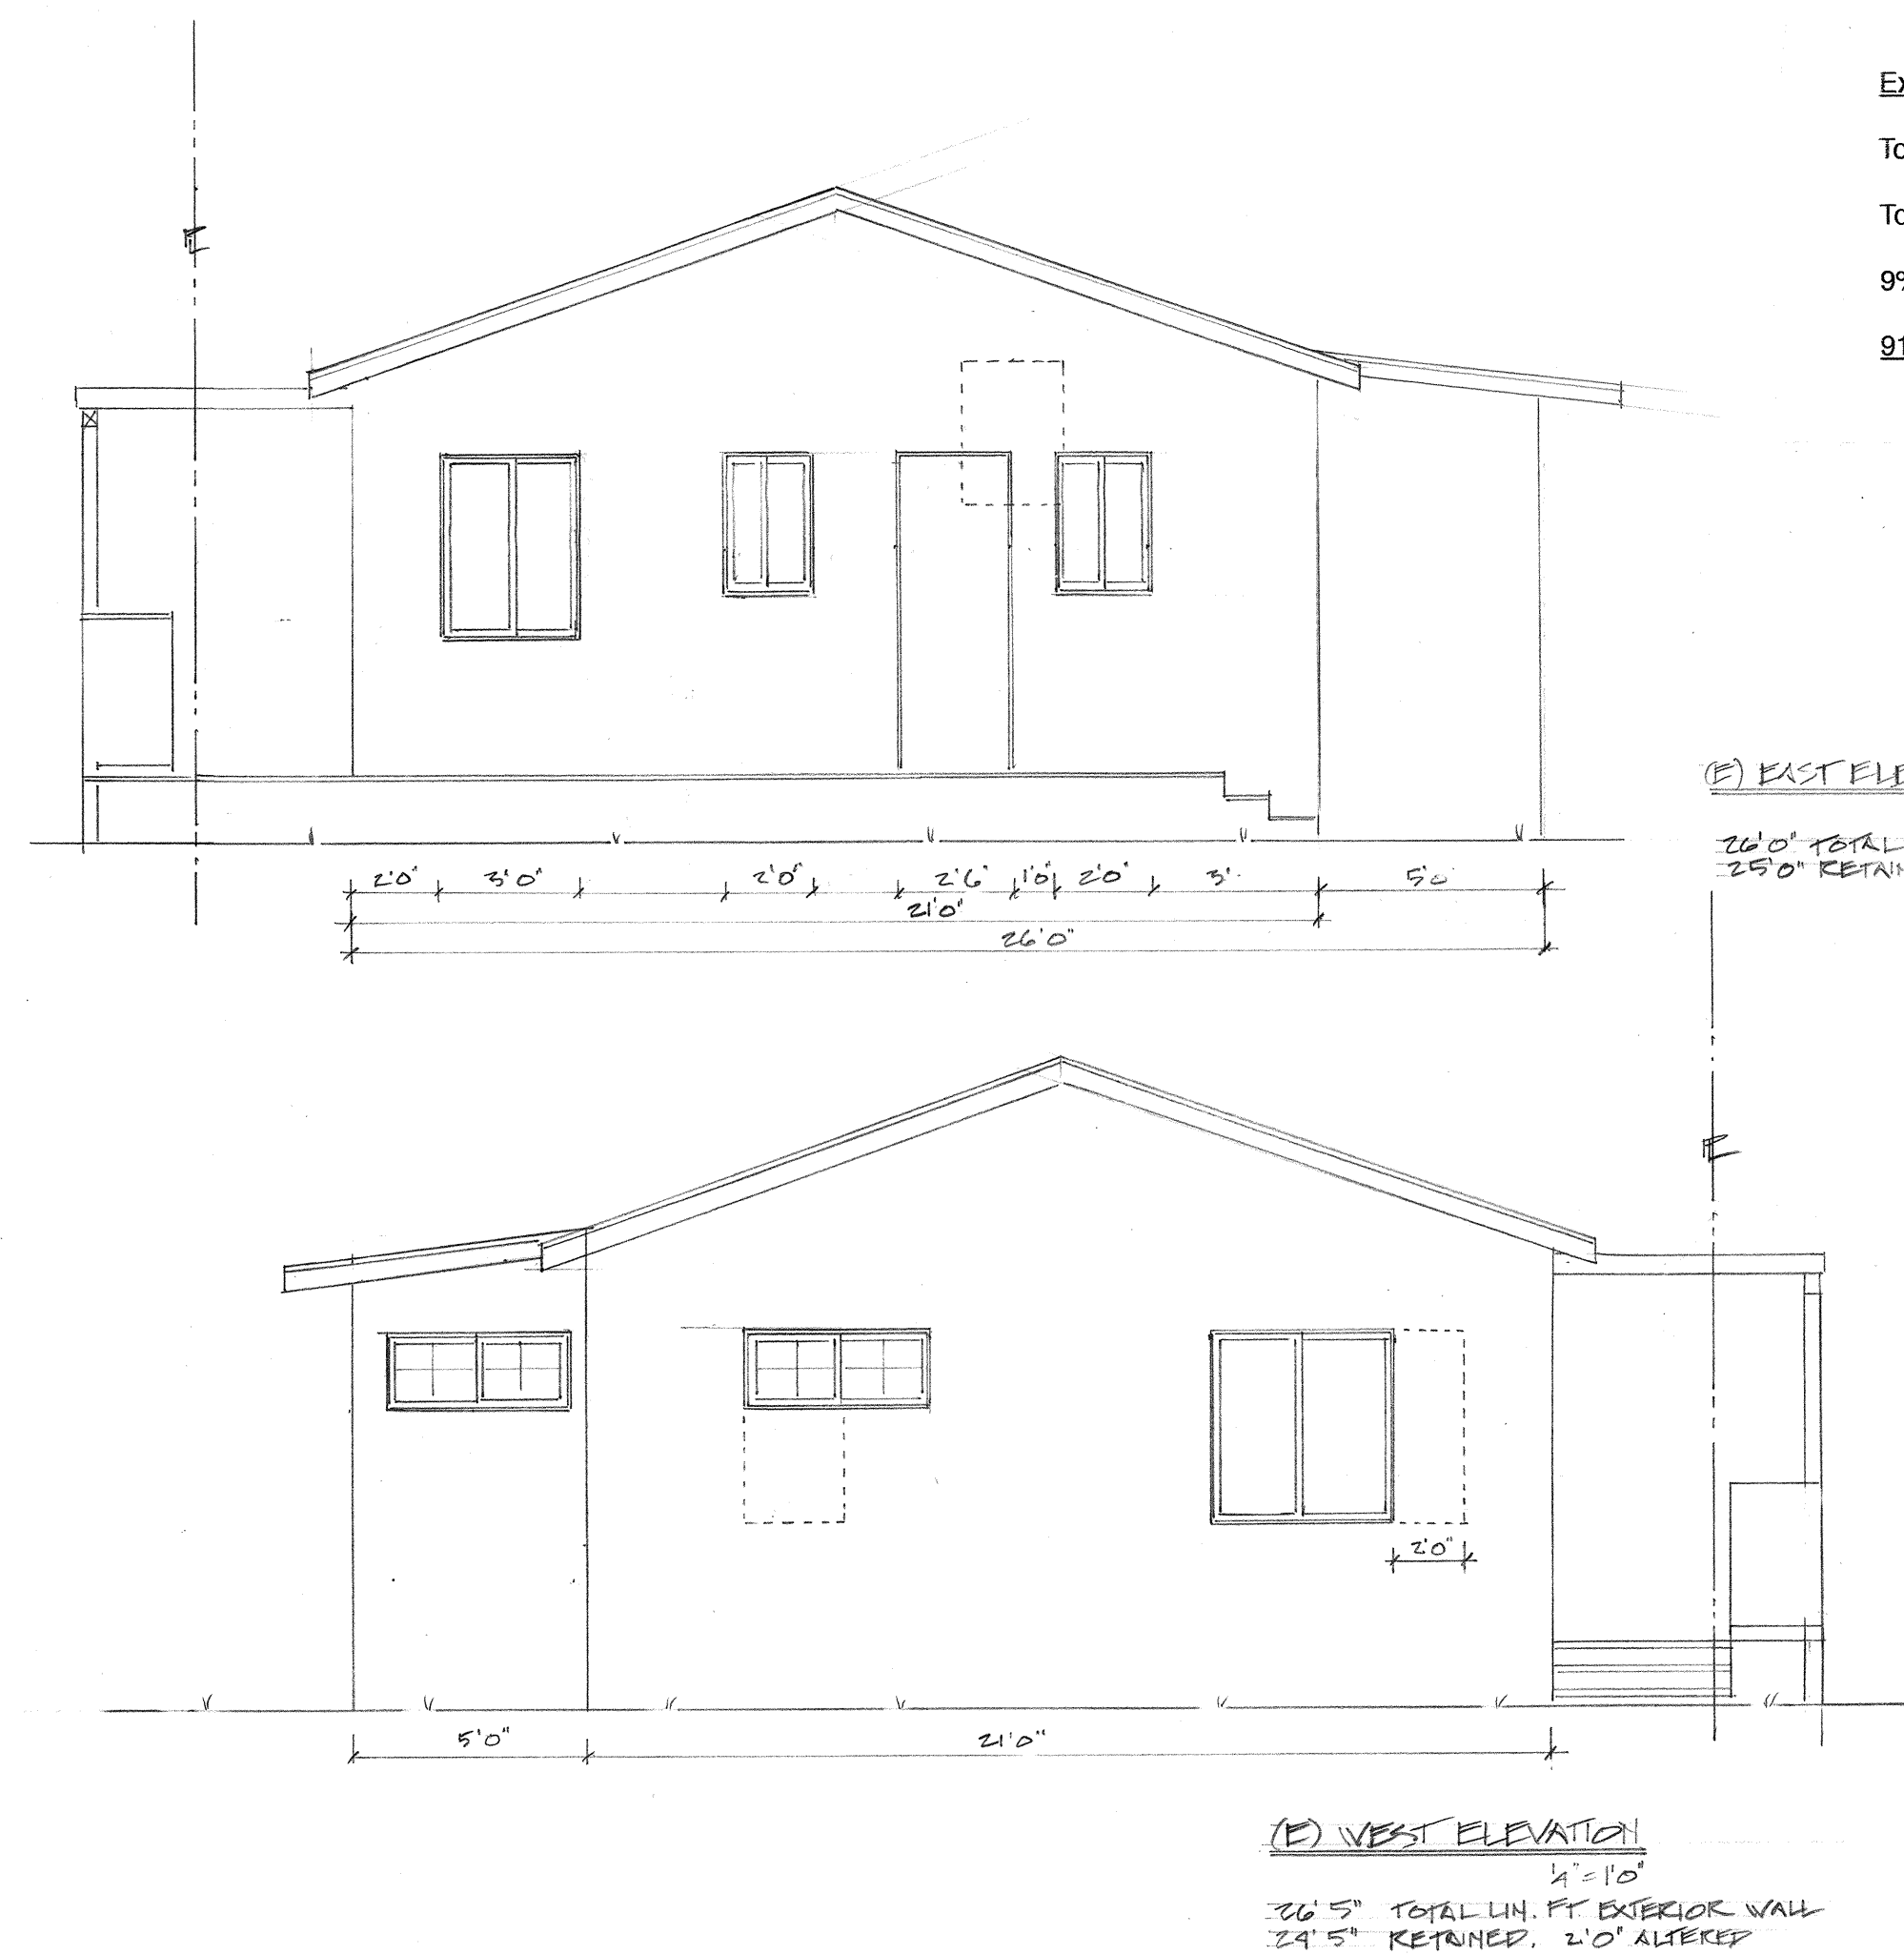 Ex
To
To
9%
91
(E) EAST ELE
26'0" TOTAL
25'0" RETAIN
2'0" 3'0" 2'0" 2'6" 1'0" 2'0" 3' 5'0
21'0"
26'0"
2'0"
5'0" 21'0"
(E) WEST ELEVATION
1/4"=1'0"
26'5" TOTAL LIN. FT EXTERIOR WALL
24'5" RETAINED. 2'0" ALTERED